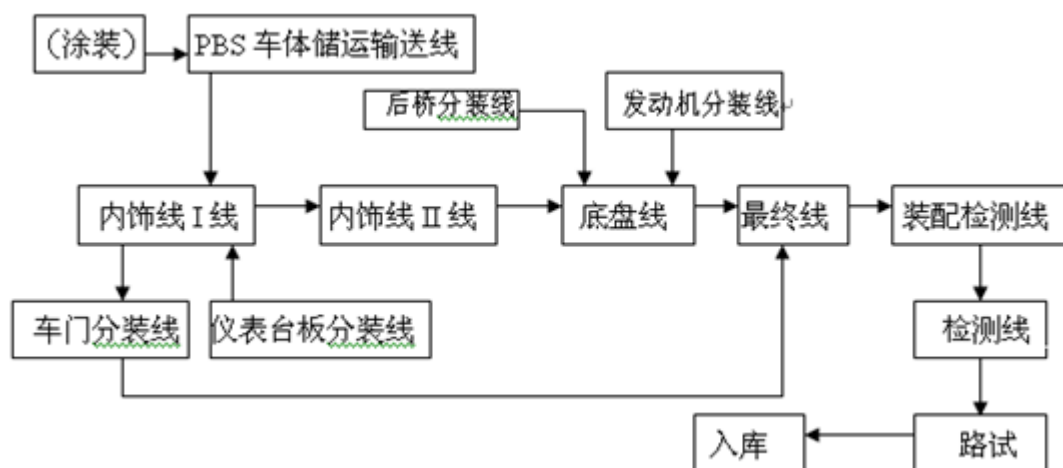 （涂装）
PBS 车体储运输送线
后桥分装线
发动机分装线
内饰线Ⅰ线
内饰线Ⅱ线
底盘线
最终线
装配检测线
车门分装线
仪表台板分装线
检测线
入库
路试